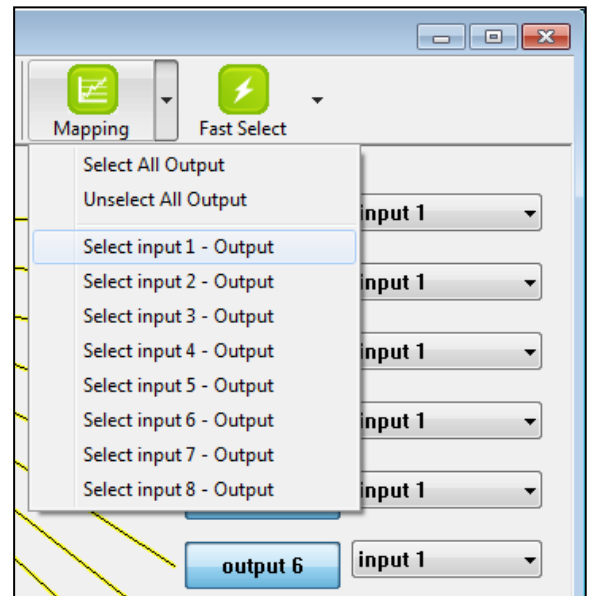 Mapping
Fast Select
Select All Output
Unselect All Output
input 1
Select input 1 - Output
Select input 2 - Output
input 1
Select input 3 - Output
Select input 4 - Output
input 1
Select input 5 - Output
Select input 6 - Output
input 1
Select input 7 - Output
Select input 8 - Output
input 1
output 6
input 1